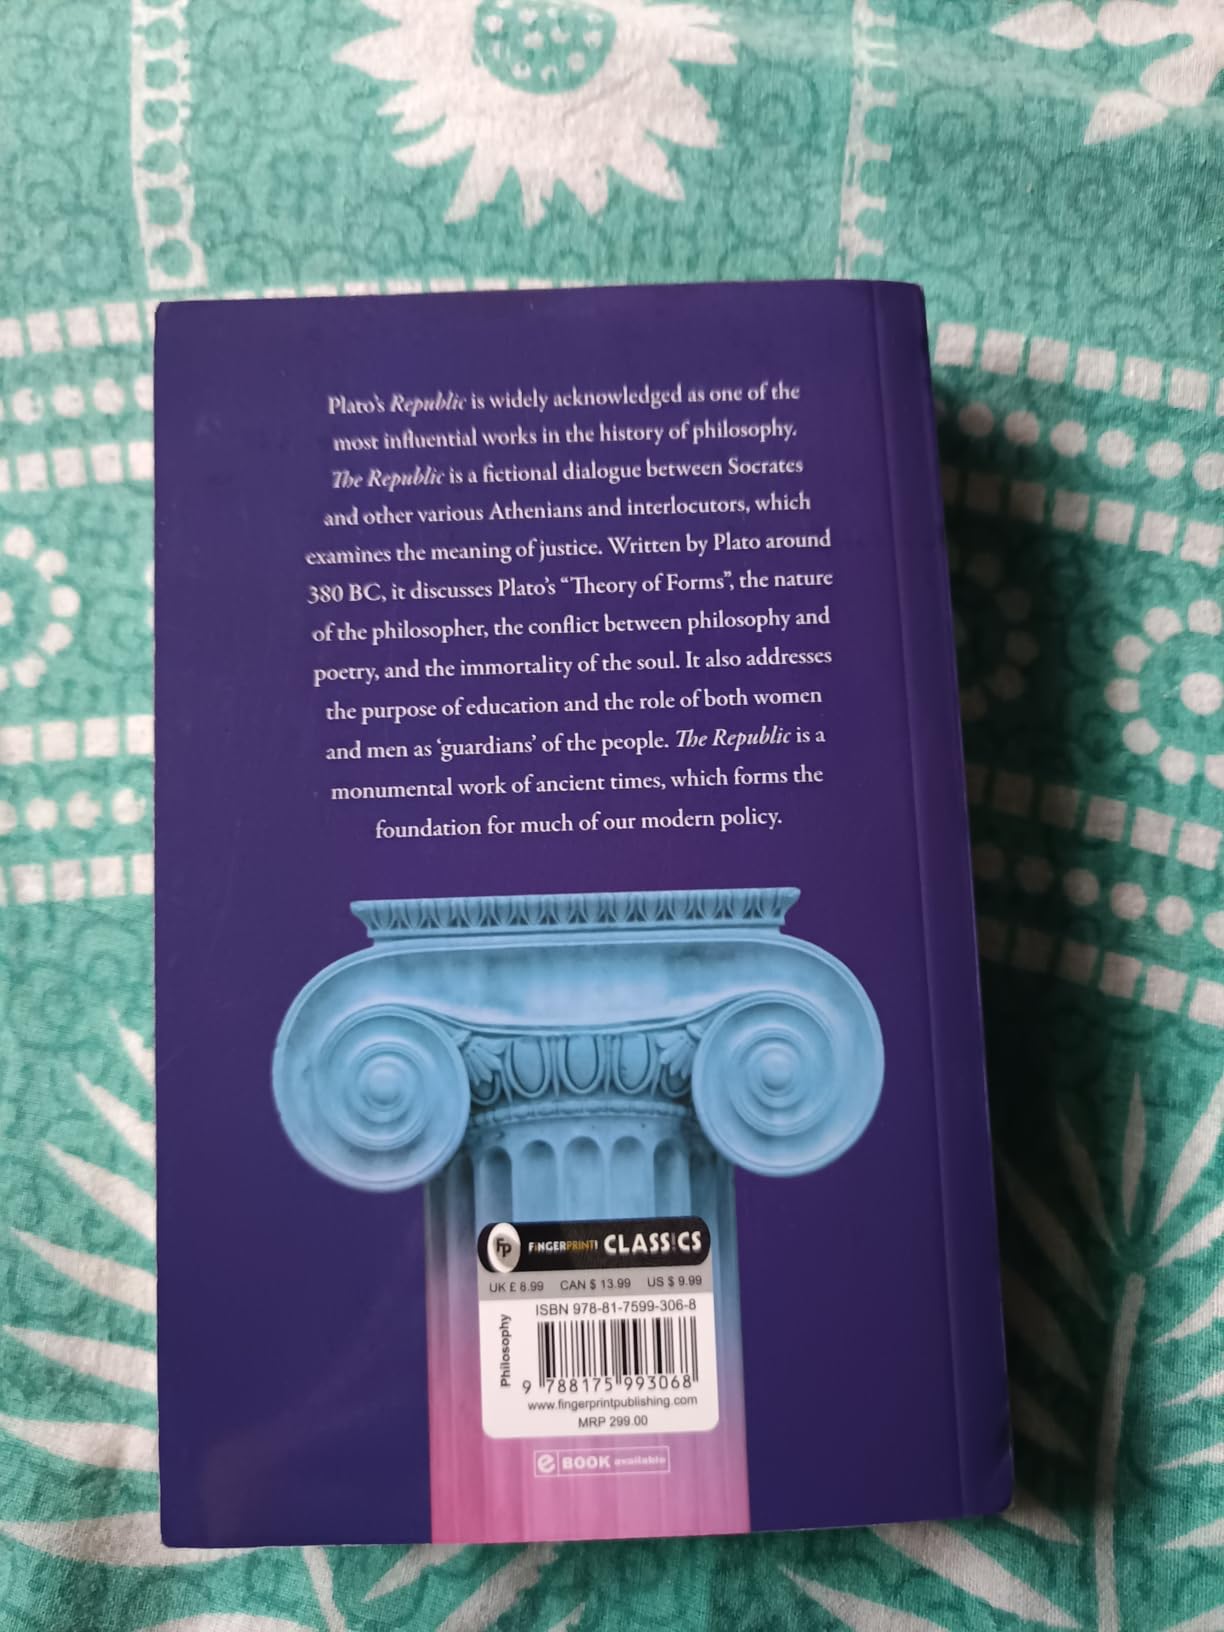 Plato's Republic is widely acknowledged as one of the
most influential works in the history of philosophy.
The Republic is a fictional dialogue between Socrates
and other various Athenians and interlocutors, which
examines the meaning of justice. Written by Plato around
380 BC, it discusses Plato's “Theory of Forms”, the nature
of the philosopher, the conflict between philosophy and
poetry, and the immortality of the soul. It also addresses
the purpose of education and the role of both women
and men as ‘guardians’ of the people. The Republic is a
monumental work of ancient times, which forms the
foundation for much of our modern policy.
FP FiNGERPRINT! CLASS!CS
UK £ 8.99 CAN $ 13.99 US $ 9.99
ISBN 978-81-7599-306-8
Philosophy
9 788175 993068
www.fingerprintpublishing.com
MRP 299.00
e BOOK available